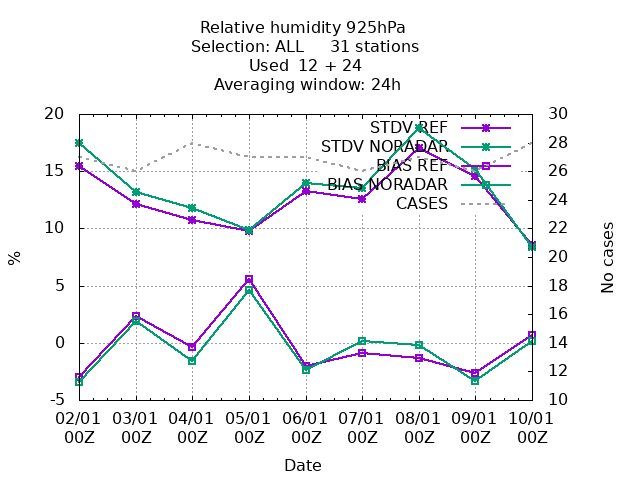 Relative humidity 925hPa
Selection: ALL 31 stations
Used 12 + 24
Averaging window: 24h
20 30
STDV REF
28
STDV NORADAR
BIAS REF
15 26
BIAS NORADAR
24
CASES
10 22
20
%
No cases
5 18
16
0 14
12
-5 10
02/01 03/01 04/01 05/01 06/01 07/01 08/01 09/01 10/01
00Z 00Z 00Z 00Z 00Z 00Z 00Z 00Z 00Z
Date